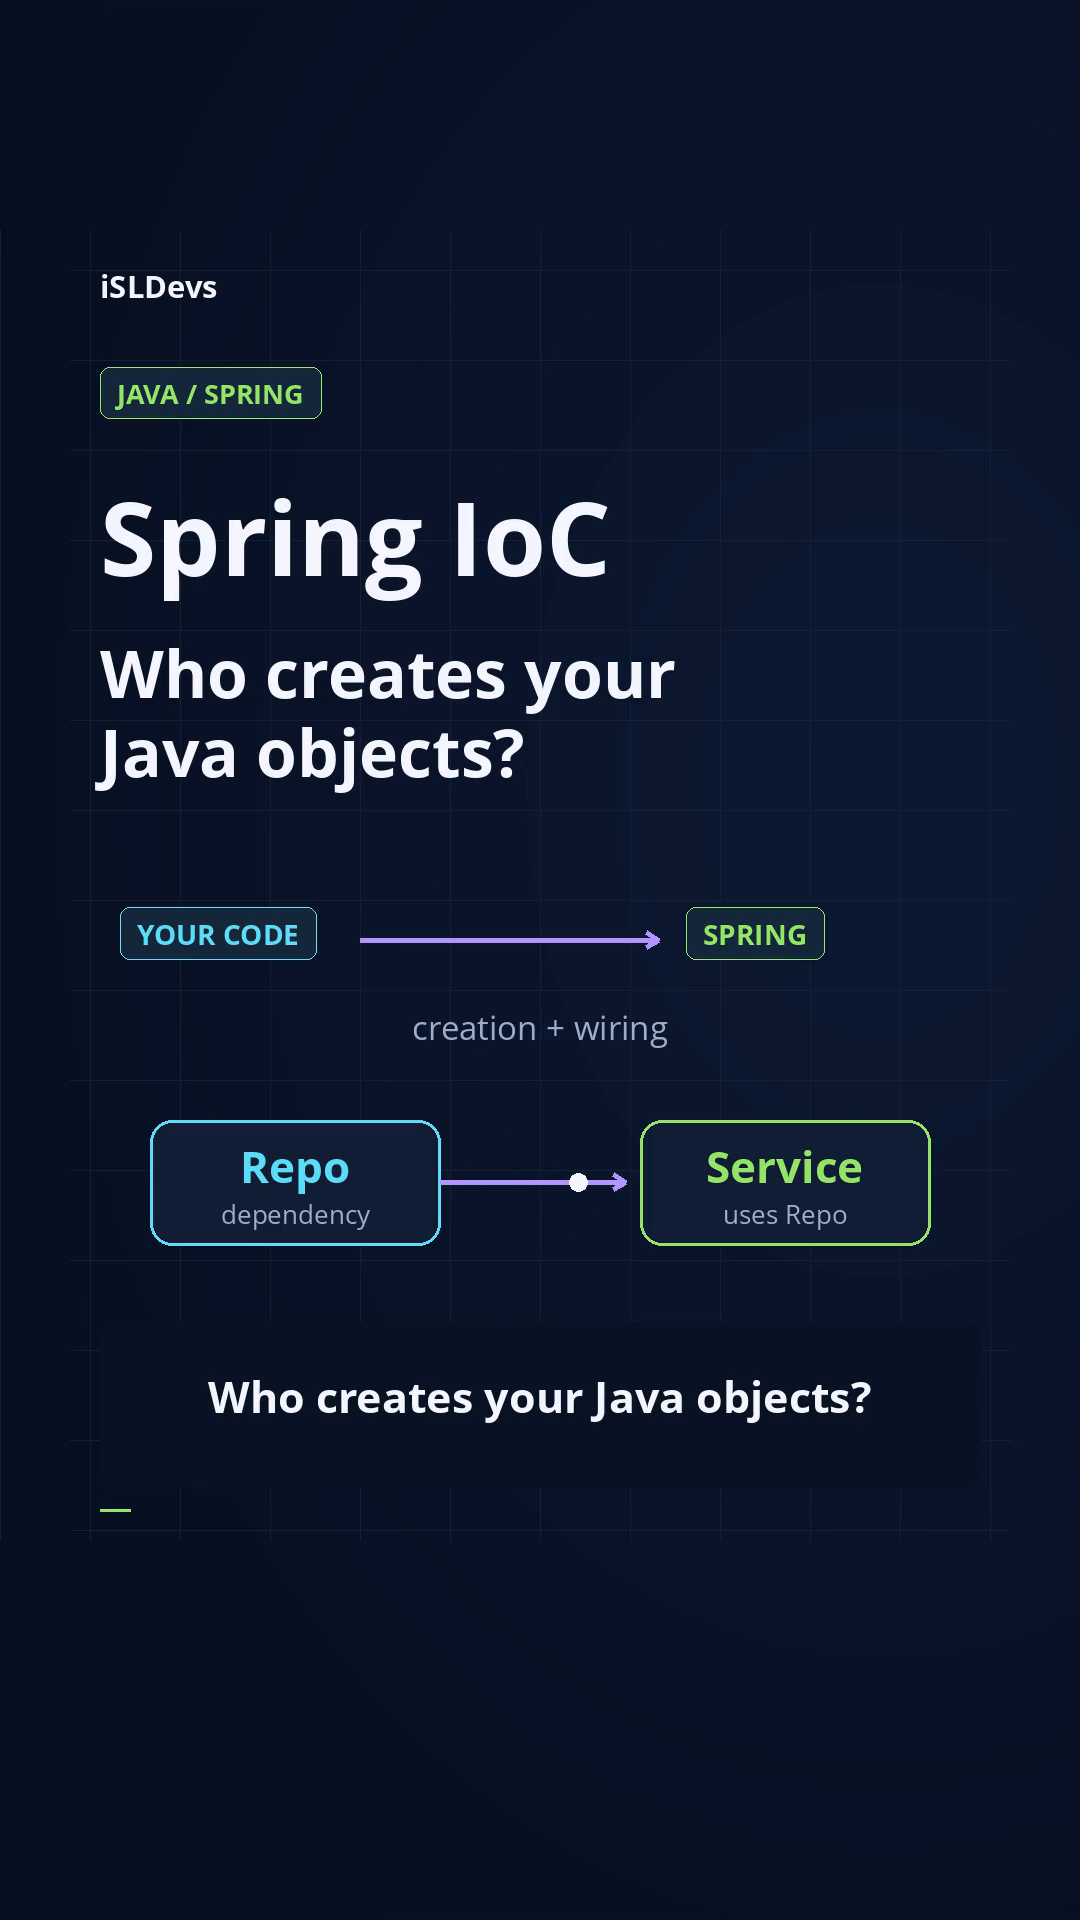 iSLDevs
JAVA / SPRING
Spring IoC
Who creates your
Java objects?
YOUR CODE
SPRING
creation + wiring
Repo
dependency
Service
uses Repo
Who creates your Java objects?